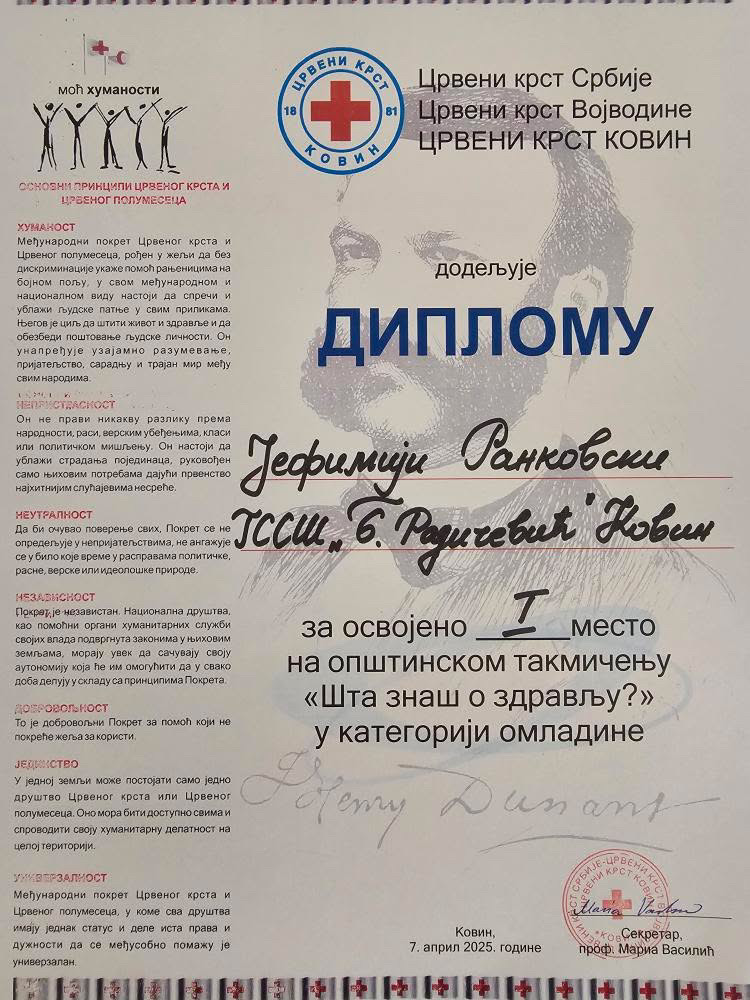 моћ хуманости
ОСНОВНИ ПРИНЦИПИ ЦРВЕНОГ КРСТА И
ЦРВЕНОГ ПОЛУМЕСЕЦА
ХУМАНОСТ
Међународни покрет Црвеног крста и
Црвеног полумесеца, рођен у жељи да без
дискриминације укаже помоћ рањеницима на
бојном пољу, у свом међународном и
националном виду настоји да спречи и
ублажи људске патње у свим приликама.
Његов је циљ да штити живот и здравље и да
обезбеди поштовање људске личности. Он
унапређује узајамно разумевање,
пријатељство, сарадњу и трајан мир међу
свим народима.
НЕПРИСТРАСНОСТ
Он не прави никакву разлику према
народности, раси, верским убеђењима, класи
или политичком мишљењу. Он настоји да
ублажи страдања појединаца, руковођен
само њиховим потребама дајући првенство
најхитнијим случајевима несреће.
НЕУТРАЛНОСТ
Да би очувао поверење свих, Покрет се не
опредељује у непријатељствима, не ангажује
се у било које време у расправама политичке,
расне, верске или идеолошке природе.
НЕЗАВИСНОСТ
Покрет је независтан. Национална друштва,
као помоћни органи хуманитарних служби
својих влада подвргнута законима у њиховим
земљама, морају увек да сачувају своју
аутономију која ће им омогућити да у свако
доба делују у складу са принципима Покрета.
ДОБРОВОЉНОСТ
То је добровољни Покрет за помоћ који не
покреће жеља за користи.
ЈЕДИНСТВО
У једној земљи може постојати само једно
друштво Црвеног крста или Црвеног
полумесеца. Оно мора бити доступно свима и
спроводити своју хуманитарну делатност на
целој територији.
УНИВЕРЗАЛНОСТ
Међународни покрет Црвеног крста и
Црвеног полумесеца, у коме сва друштва
имају једнак статус и деле иста права и
дужности да се међусобно помажу је
универзалан.
ЦРВЕНИ КРСТ
18 81
КОВИН
Црвени крст Србије
Црвени крст Војводине
ЦРВЕНИ КРСТ КОВИН
додељује
ДИПЛОМУ
Јефимији Ранковски
ГССШ „Б. Радичевић" Ковин
за освојено I место
на општинском такмичењу
«Шта знаш о здрављу?»
у категорији омладине
Henry Dunant
Ковин,
7. април 2025. године
Секретар,
проф. Мариа Василић